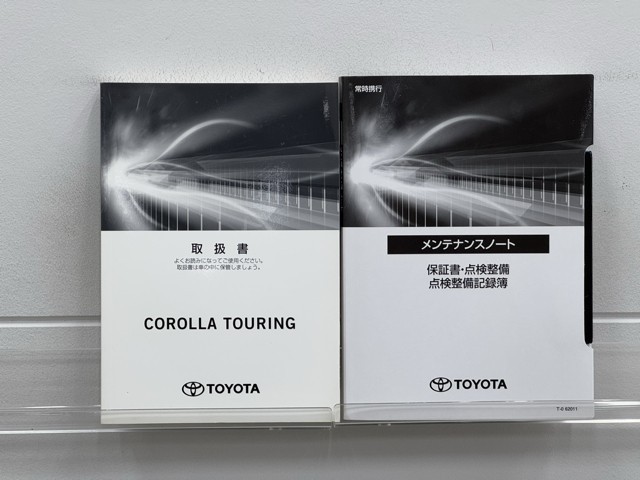 取扱書
よくお読みになってご使用ください。
取扱書は車の中に保管しましょう。
COROLLA TOURING
TOYOTA
常時携行
メンテナンスノート
保証書・点検整備
点検整備記録簿
TOYOTA
T-0 62011